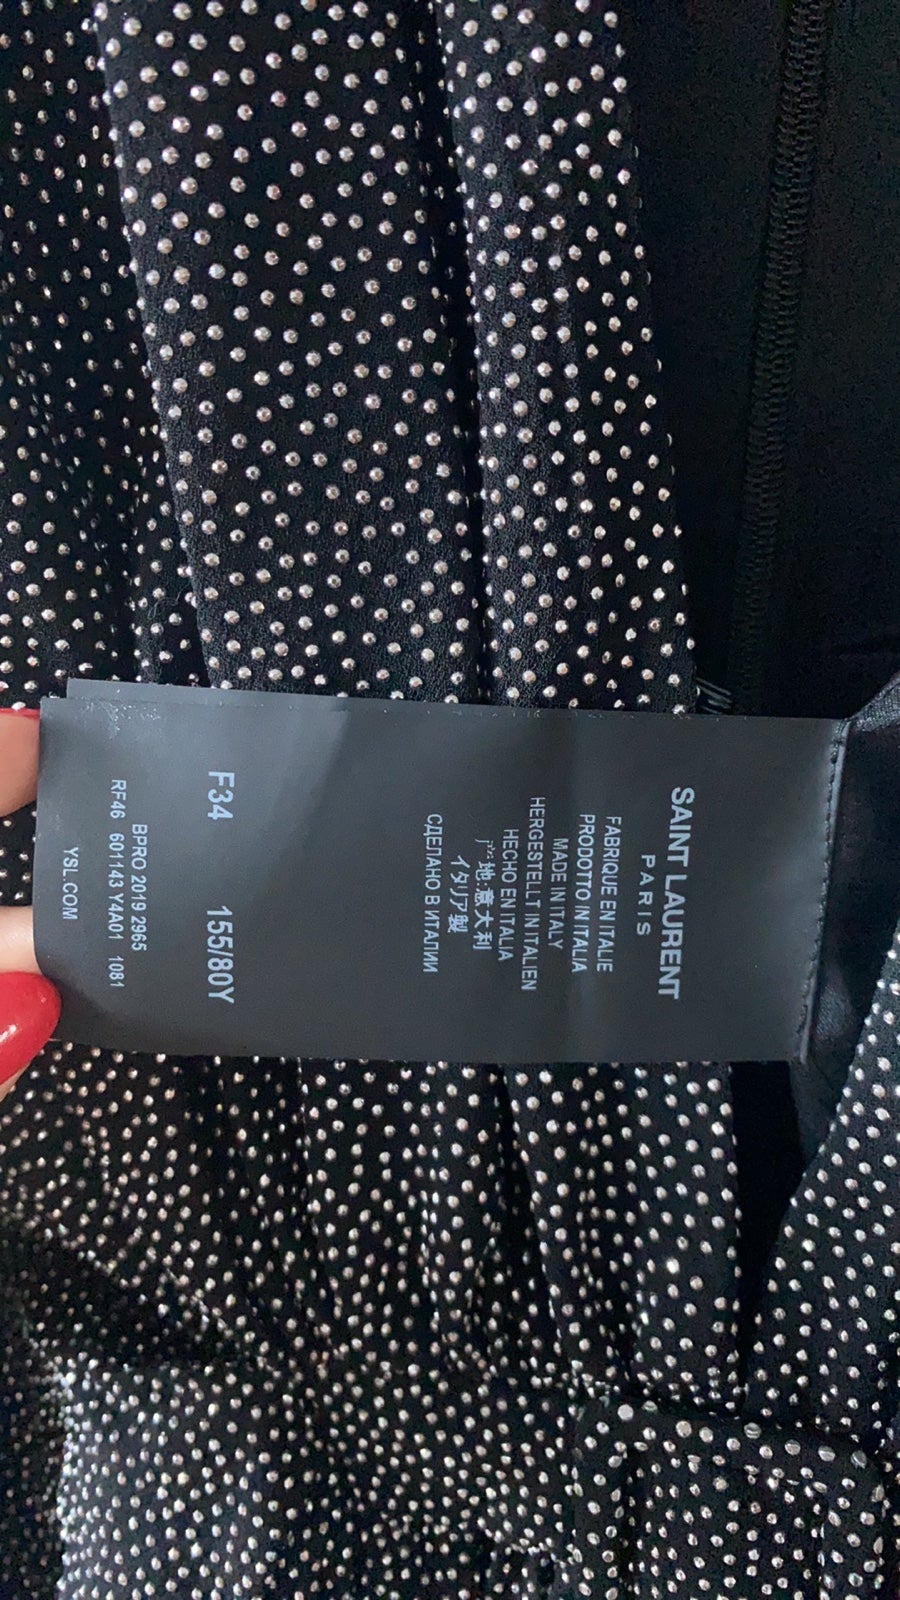 SAINT LAURENT
PARIS
FABRIQUE EN ITALIE
PRODOTTO IN ITALIA
MADE IN ITALY
HERGESTELLT IN ITALIEN
HECHO EN ITALIA
地:意大利
イタリア製
СДЕЛАНО В ИТАЛИИ
F34 155/80Y
BPRO 2019 2965
RF46 601143 Y4A01 1081
YSL.COM